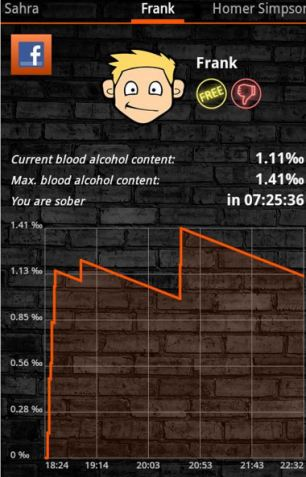 Sahra Frank Homer Simpson
f
Frank
FREE
Current blood alcohol content: 1.11‰
Max. blood alcohol content: 1.41‰
You are sober in 07:25:36
1.41 ‰
1.13 ‰
0.85 ‰
0.56 ‰
0.28 ‰
0 ‰
18:24 19:14 20:03 20:53 21:43 22:32